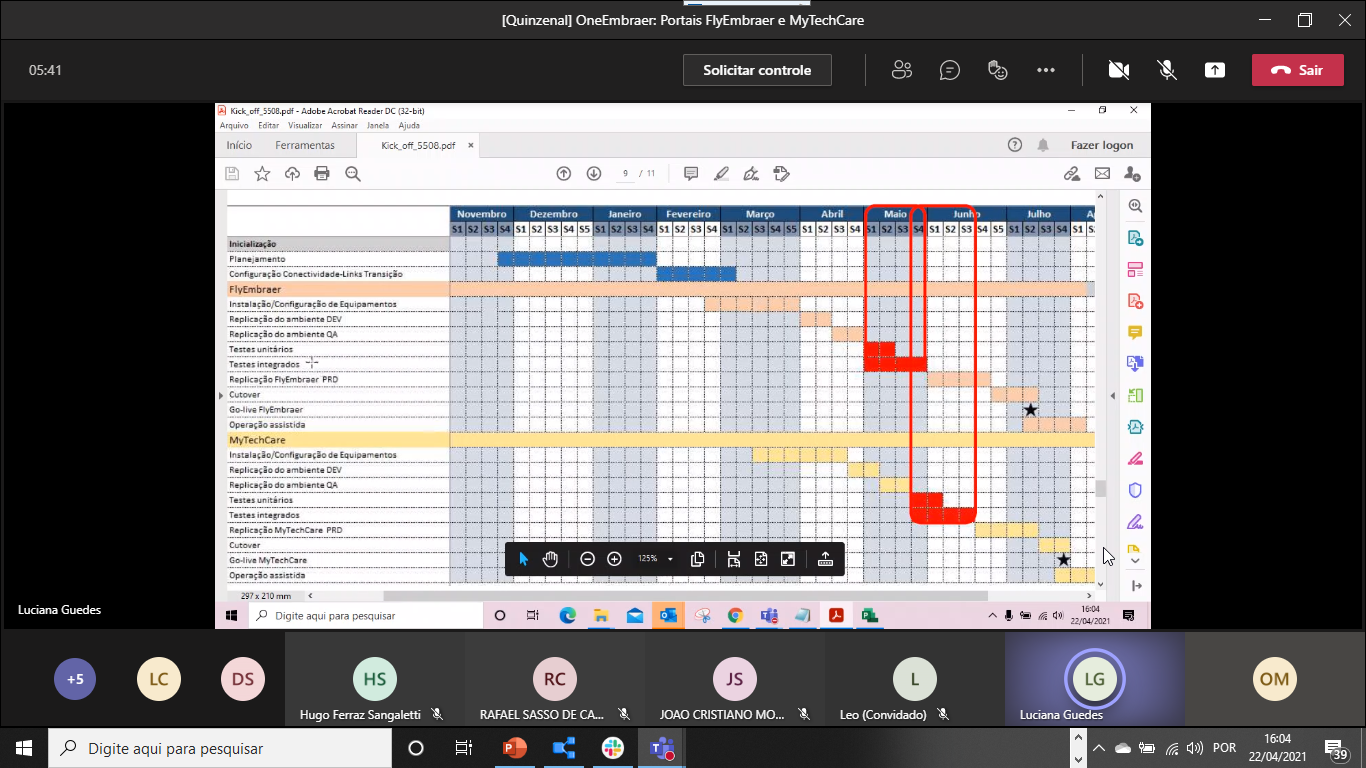 [Quinzenal] OneEmbraer: Portais FlyEmbraer e MyTechCare
05:41
Solicitar controle
Sair
Kick_off_5508.pdf - Adobe Acrobat Reader DC (32-bit)
Arquivo Editar Visualizar Assinar Janela Ajuda
Início Ferramentas Kick_off_5508.pdf × Fazer logon
9 / 11
Novembro Dezembro Janeiro Fevereiro Março Abril Maio Junho Julho
S1 S2 S3 S4 S1 S2 S3 S4 S5 S1 S2 S3 S4 S1 S2 S3 S4 S1 S2 S3 S4 S5 S1 S2 S3 S4 S1 S2 S3 S4 S1 S2 S3 S4 S5 S1 S2 S3 S4 S1
Inicialização
Planejamento
Configuração Conectividade-Links Transição
FlyEmbraer
Instalação/Configuração de Equipamentos
Replicação do ambiente DEV
Replicação do ambiente QA
Testes unitários
Testes integrados
Replicação FlyEmbraer PRD
Cutover
Go-live FlyEmbraer
Operação assistida
MyTechCare
Instalação/Configuração de Equipamentos
Replicação do ambiente DEV
Replicação do ambiente QA
Testes unitários
Testes integrados
Replicação MyTechCare PRD
Cutover
Go-live MyTechCare
Operação assistida
125%
297 x 210 mm
Luciana Guedes
Digite aqui para pesquisar
16:04
22/04/2021
+5 LC DS HS RC JS L LG OM
Hugo Ferraz Sangaletti RAFAEL SASSO DE CA... JOAO CRISTIANO MO... Leo (Convidado) Luciana Guedes
Digite aqui para pesquisar
POR
16:04
22/04/2021
39